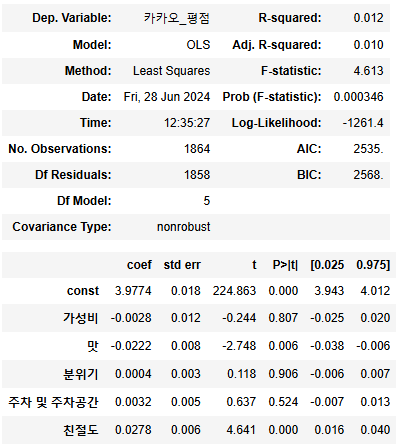 Dep. Variable: 카카오_평점 R-squared: 0.012
Model: OLS Adj. R-squared: 0.010
Method: Least Squares F-statistic: 4.613
Date: Fri, 28 Jun 2024 Prob (F-statistic): 0.000346
Time: 12:35:27 Log-Likelihood: -1261.4
No. Observations: 1864 AIC: 2535.
Df Residuals: 1858 BIC: 2568.
Df Model: 5
Covariance Type: nonrobust
coef std err t P>|t| [0.025 0.975]
const 3.9774 0.018 224.863 0.000 3.943 4.012
가성비 -0.0028 0.012 -0.244 0.807 -0.025 0.020
맛 -0.0222 0.008 -2.748 0.006 -0.038 -0.006
분위기 0.0004 0.003 0.118 0.906 -0.006 0.007
주차 및 주차공간 0.0032 0.005 0.637 0.524 -0.007 0.013
친절도 0.0278 0.006 4.641 0.000 0.016 0.040